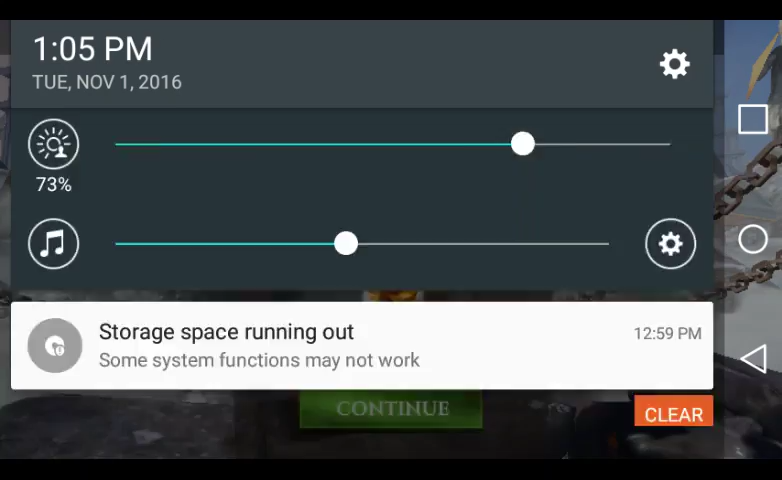 1:05 PM
TUE, NOV 1, 2016
73%
Storage space running out
12:59 PM
Some system functions may not work
CONTINUE
CLEAR